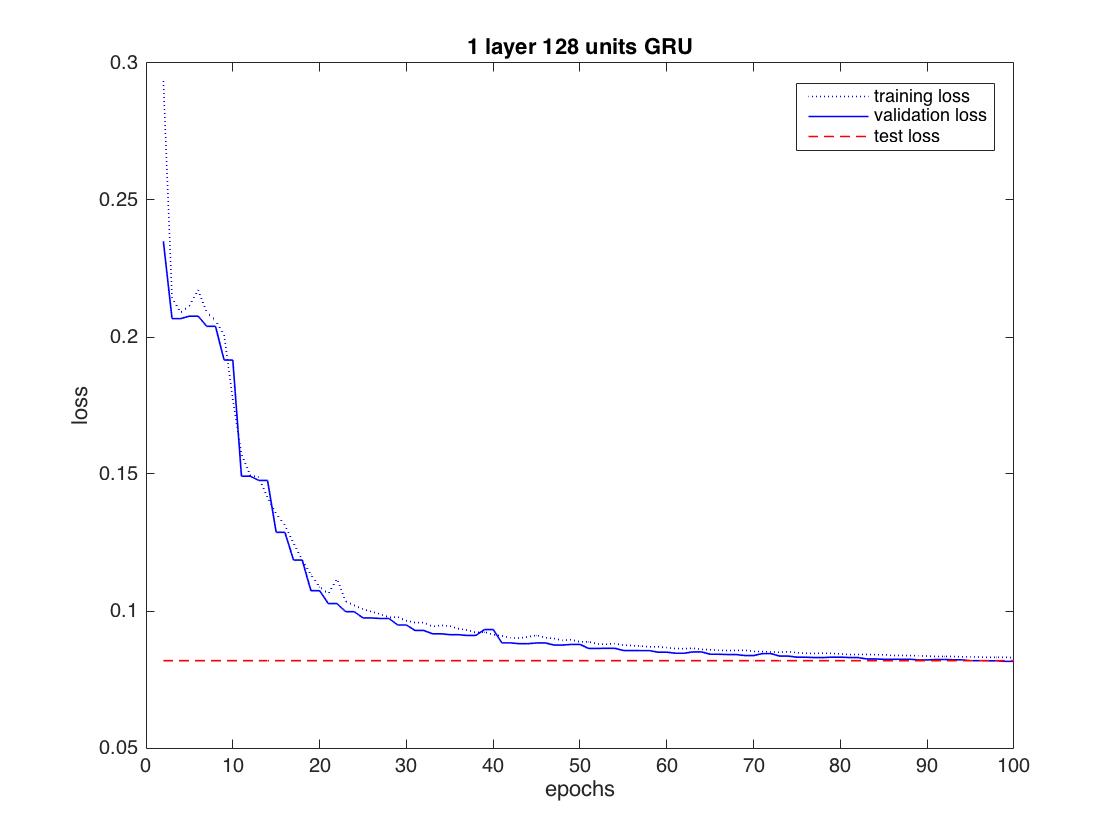 1 layer 128 units GRU
training loss
validation loss
test loss
0.3
0.25
0.2
0.15
0.1
0.05
loss
0 10 20 30 40 50 60 70 80 90 100
epochs